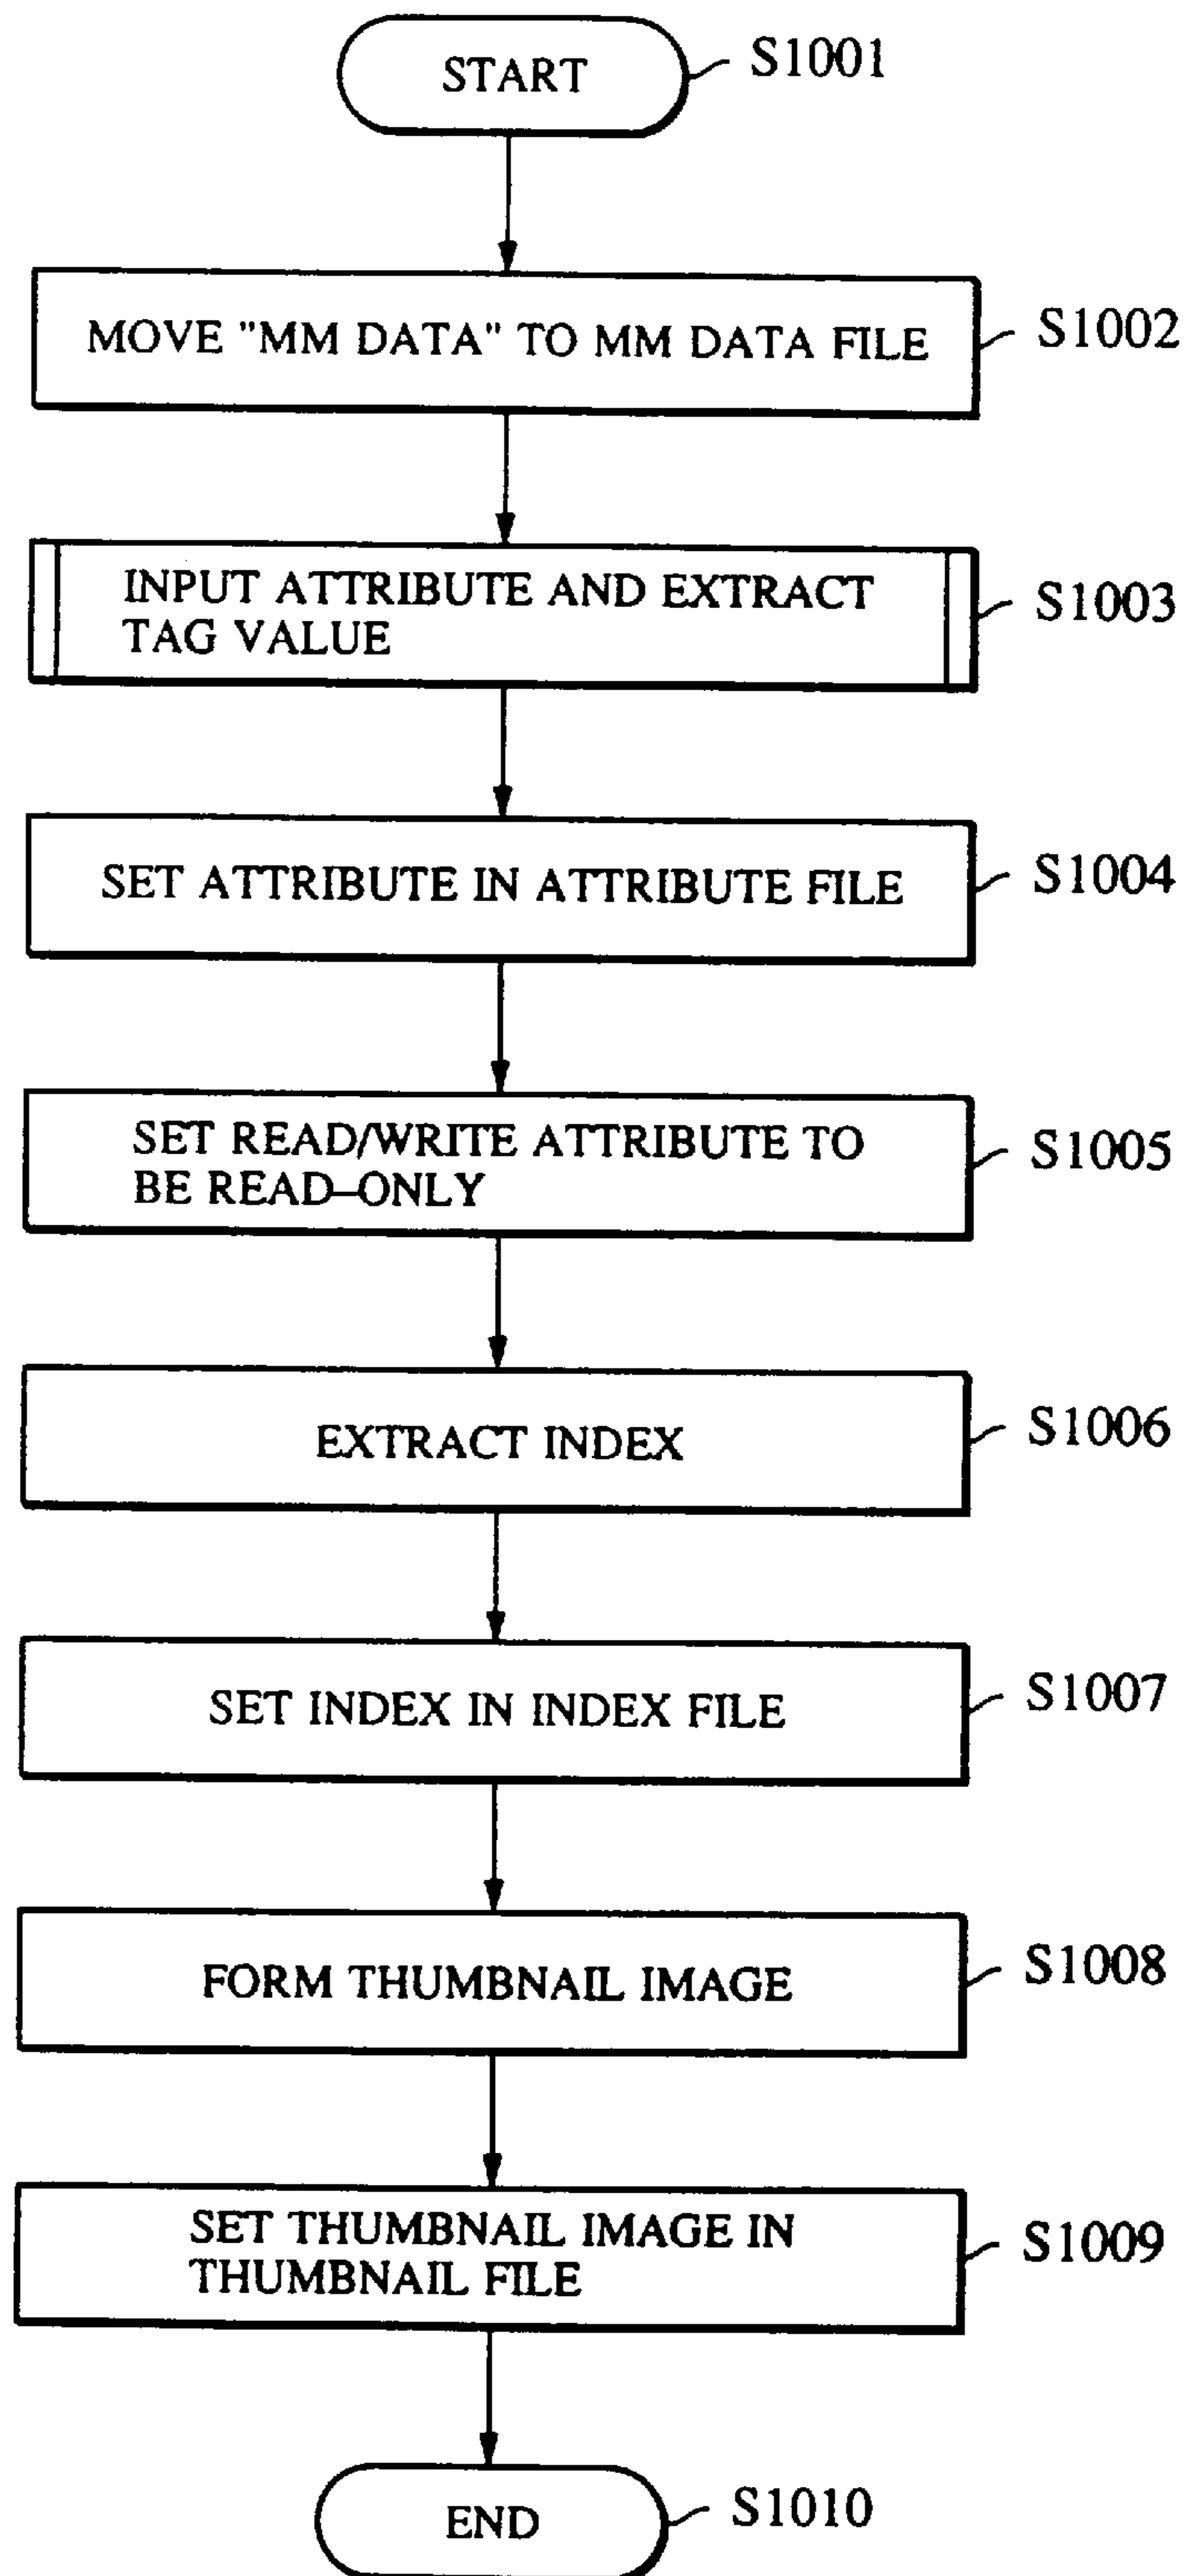 START
S1001
MOVE "MM DATA" TO MM DATA FILE
S1002
INPUT ATTRIBUTE AND EXTRACT
TAG VALUE
S1003
SET ATTRIBUTE IN ATTRIBUTE FILE
S1004
SET READ/WRITE ATTRIBUTE TO
BE READ–ONLY
S1005
EXTRACT INDEX
S1006
SET INDEX IN INDEX FILE
S1007
FORM THUMBNAIL IMAGE
S1008
SET THUMBNAIL IMAGE IN
THUMBNAIL FILE
S1009
END
S1010